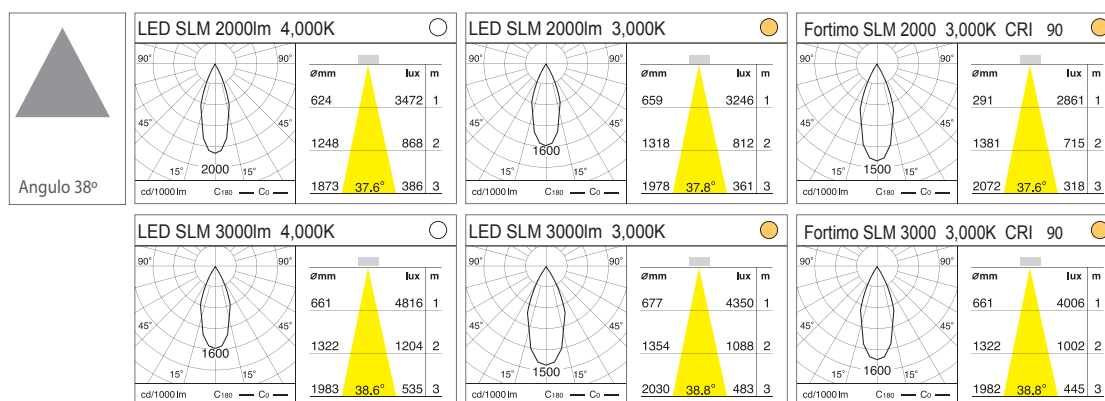 Angulo 38º
LED SLM 2000lm 4,000K
90° 90°
45° 45°
15° 15°
2000
cd/1000 lm C180 C0
ømm lux m
624 3472 1
1248 868 2
1873 37.6° 386 3
LED SLM 2000lm 3,000K
90° 90°
45° 45°
1600
15° 15°
cd/1000 lm C180 C0
ømm lux m
659 3246 1
1318 812 2
1978 37.8° 361 3
Fortimo SLM 2000 3,000K CRI 90
90° 90°
45° 45°
15° 15°
1500
cd/1000 lm C180 C0
ømm lux m
291 2861 1
1381 715 2
2072 37.6° 318 3
LED SLM 3000lm 4,000K
90° 90°
45° 45°
1600
15° 15°
cd/1000 lm C180 C0
ømm lux m
661 4816 1
1322 1204 2
1983 38.6° 535 3
LED SLM 3000lm 3,000K
90° 90°
45° 45°
15° 15°
1500
cd/1000 lm C180 C0
ømm lux m
677 4350 1
1354 1088 2
2030 38.8° 483 3
Fortimo SLM 3000 3,000K CRI 90
90° 90°
45° 45°
15° 15°
1600
cd/1000 lm C180 C0
ømm lux m
661 4006 1
1322 1002 2
1982 38.8° 445 3